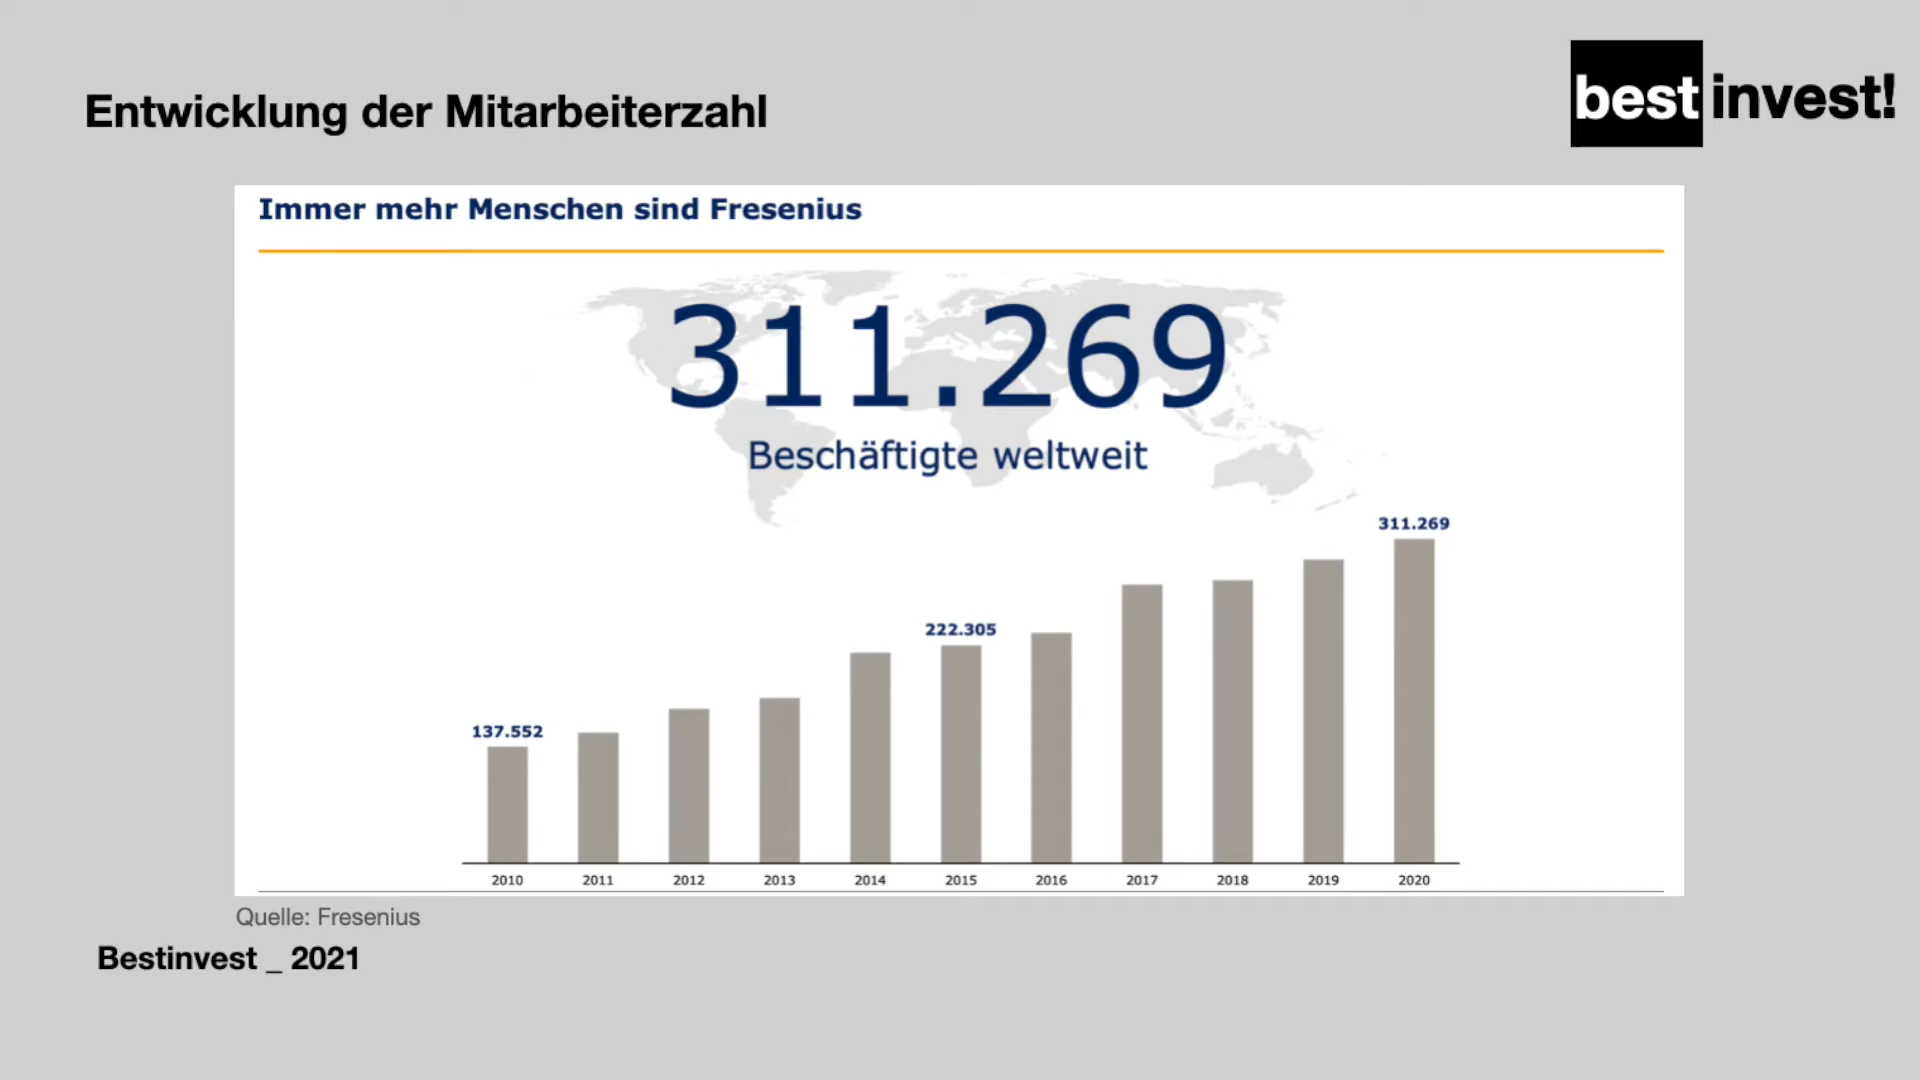 Entwicklung der Mitarbeiterzahl
best invest!
Immer mehr Menschen sind Fresenius
311.269
Beschäftigte weltweit
311.269
222.305
137.552
2010 2011 2012 2013 2014 2015 2016 2017 2018 2019 2020
Quelle: Fresenius
Bestinvest _ 2021